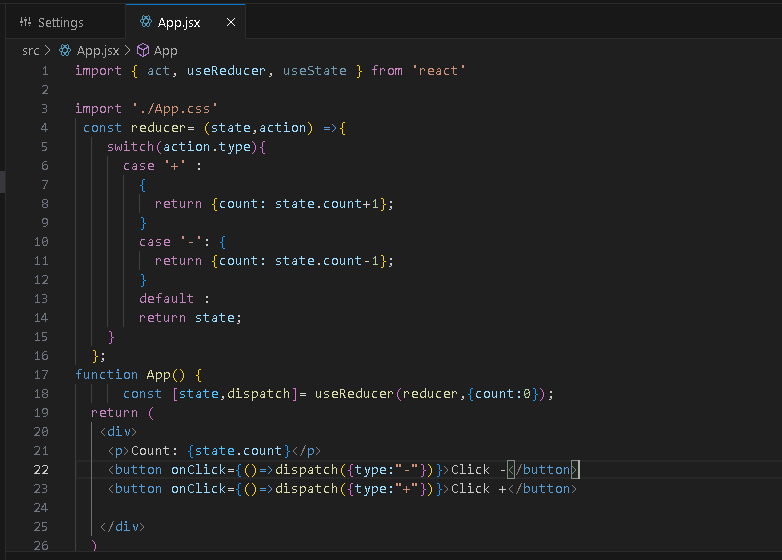 Settings
App.jsx
src > App.jsx > App
1 import { act, useReducer, useState } from 'react'
2
3 import './App.css'
4 const reducer= (state,action) =>{
5 switch(action.type){
6 case '+' :
7 {
8 return {count: state.count+1};
9 }
10 case '-': {
11 return {count: state.count-1};
12 }
13 default :
14 return state;
15 }
16 };
17 function App() {
18 const [state,dispatch]= useReducer(reducer,{count:0});
19 return (
20 <div>
21 <p>Count: {state.count}</p>
22 <button onClick={()=>dispatch({type:"-"})}>Click -</button>
23 <button onClick={()=>dispatch({type:"+"})}>Click +</button>
24
25 </div>
26 )